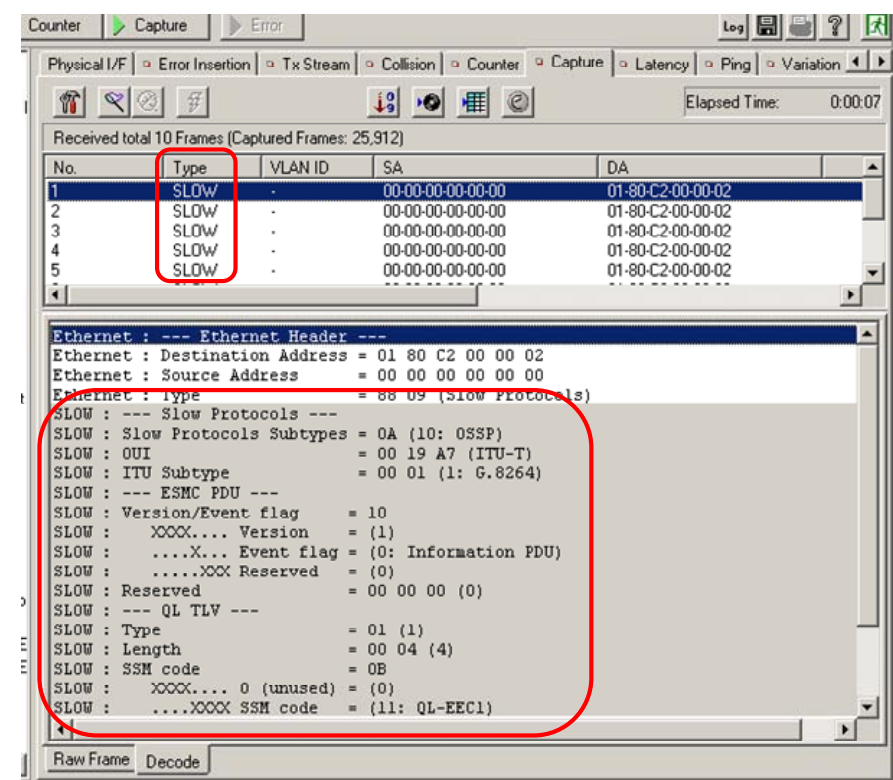 Counter Capture Error Log ?
Physical I/F Error Insertion Tx Stream Collision Counter Capture Latency Ping Variation
Elapsed Time: 0:00:07
Received total 10 Frames (Captured Frames: 25,912)
No. Type VLAN ID SA DA
1 SLOW - 00-00-00-00-00-00 01-80-C2-00-00-02
2 SLOW - 00-00-00-00-00-00 01-80-C2-00-00-02
3 SLOW - 00-00-00-00-00-00 01-80-C2-00-00-02
4 SLOW - 00-00-00-00-00-00 01-80-C2-00-00-02
5 SLOW - 00-00-00-00-00-00 01-80-C2-00-00-02
Ethernet : --- Ethernet Header ---
Ethernet : Destination Address = 01 80 C2 00 00 02
Ethernet : Source Address = 00 00 00 00 00 00
Ethernet : Type = 88 09 (Slow Protocols)
SLOW : --- Slow Protocols ---
SLOW : Slow Protocols Subtypes = 0A (10: OSSP)
SLOW : OUI = 00 19 A7 (ITU-T)
SLOW : ITU Subtype = 00 01 (1: G.8264)
SLOW : --- ESMC PDU ---
SLOW : Version/Event flag = 10
SLOW : XXXX.... Version = (1)
SLOW : ....X... Event flag = (0: Information PDU)
SLOW : .....XXX Reserved = (0)
SLOW : Reserved = 00 00 00 (0)
SLOW : --- QL TLV ---
SLOW : Type = 01 (1)
SLOW : Length = 00 04 (4)
SLOW : SSM code = 0B
SLOW : XXXX.... 0 (unused) = (0)
SLOW : ....XXXX SSM code = (11: QL-EEC1)
Raw Frame Decode